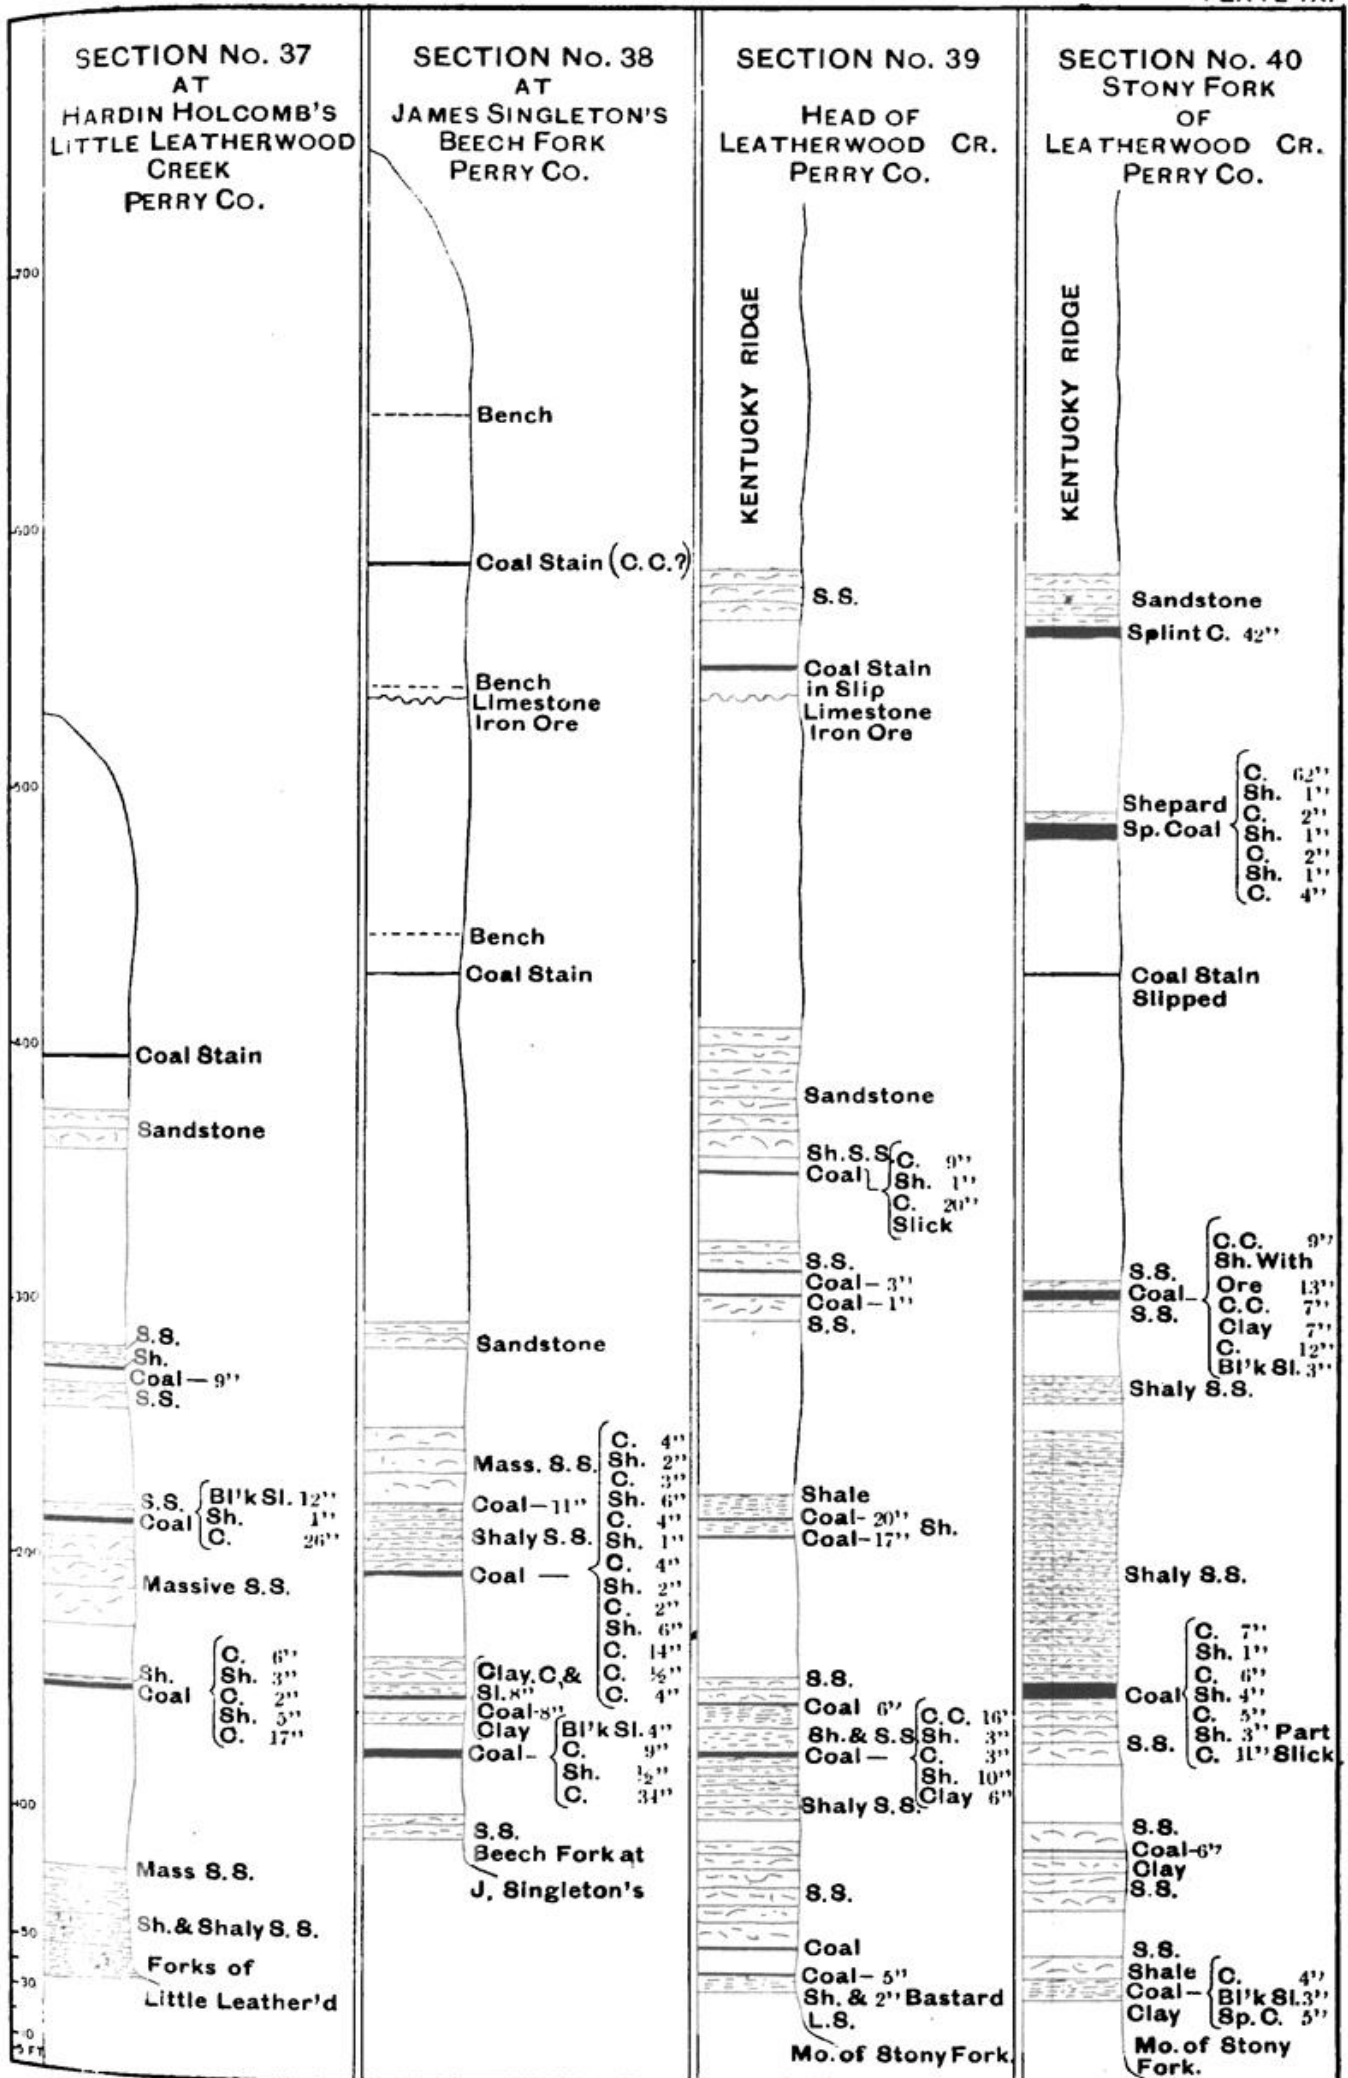 SECTION No. 37
AT
HARDIN HOLCOMB'S
LITTLE LEATHERWOOD
CREEK
PERRY CO.
700
600
500
400
300
200
100
50
30
10
5 FT
Coal Stain
Sandstone
S.S.
Sh.
Coal – 9"
S.S.
S.S.
Coal
Bl'k Sl. 12"
Sh. 1"
C. 26"
Massive S.S.
Sh.
Coal
C. 6"
Sh. 3"
C. 2"
Sh. 5"
C. 17"
Mass S.S.
Sh. & Shaly S.S.
Forks of
Little Leather'd
SECTION No. 38
AT
JAMES SINGLETON'S
BEECH FORK
PERRY CO.
Bench
Coal Stain (C.C.?)
Bench
Limestone
Iron Ore
Bench
Coal Stain
Sandstone
Mass. S.S.
Coal – 11"
Shaly S.S.
Coal —
C. 4"
Sh. 2"
C. 3"
Sh. 6"
C. 4"
Sh. 1"
C. 4"
Sh. 2"
C. 2"
Sh. 6"
C. 14"
C. ½"
C. 4"
Clay, C, &
Sl. 8"
Coal-8"
Clay
Coal –
Bl'k Sl. 4"
C. 9"
Sh. ½"
C. 34"
S.S.
Beech Fork at
J. Singleton's
SECTION No. 39
HEAD OF
LEATHERWOOD CR.
PERRY CO.
KENTUCKY RIDGE
S.S.
Coal Stain
in Slip
Limestone
Iron Ore
Sandstone
Sh. S.S.
Coal
C. 9"
Sh. 1"
C. 20"
Slick
S.S.
Coal – 3"
Coal – 1"
S.S.
Shale
Coal – 20" Sh.
Coal – 17"
S.S.
Coal 6"
Sh. & S.S.
Coal —
C.C. 16"
Sh. 3"
C. 3"
Sh. 10"
Clay 6"
Shaly S.S.
S.S.
Coal
Coal – 5"
Sh. & 2" Bastard
L.S.
Mo. of Stony Fork.
SECTION No. 40
STONY FORK
OF
LEATHERWOOD CR.
PERRY CO.
KENTUCKY RIDGE
Sandstone
Splint C. 42"
Shepard
Sp. Coal
C. 62"
Sh. 1"
C. 2"
Sh. 1"
C. 2"
Sh. 1"
C. 4"
Coal Stain
Slipped
S.S.
Coal –
S.S.
C.C. 9"
Sh. With
Ore 13"
C.C. 7"
Clay 7"
C. 12"
Bl'k Sl. 3"
Shaly S.S.
Shaly S.S.
Coal
C. 7"
Sh. 1"
C. 6"
Sh. 4"
C. 5"
Sh. 3" Part
C. 11" Slick
S.S.
S.S.
Coal-6"
Clay
S.S.
S.S.
Shale
Coal –
Clay
C. 4"
Bl'k Sl. 3"
Sp. C. 5"
Mo. of Stony
Fork.